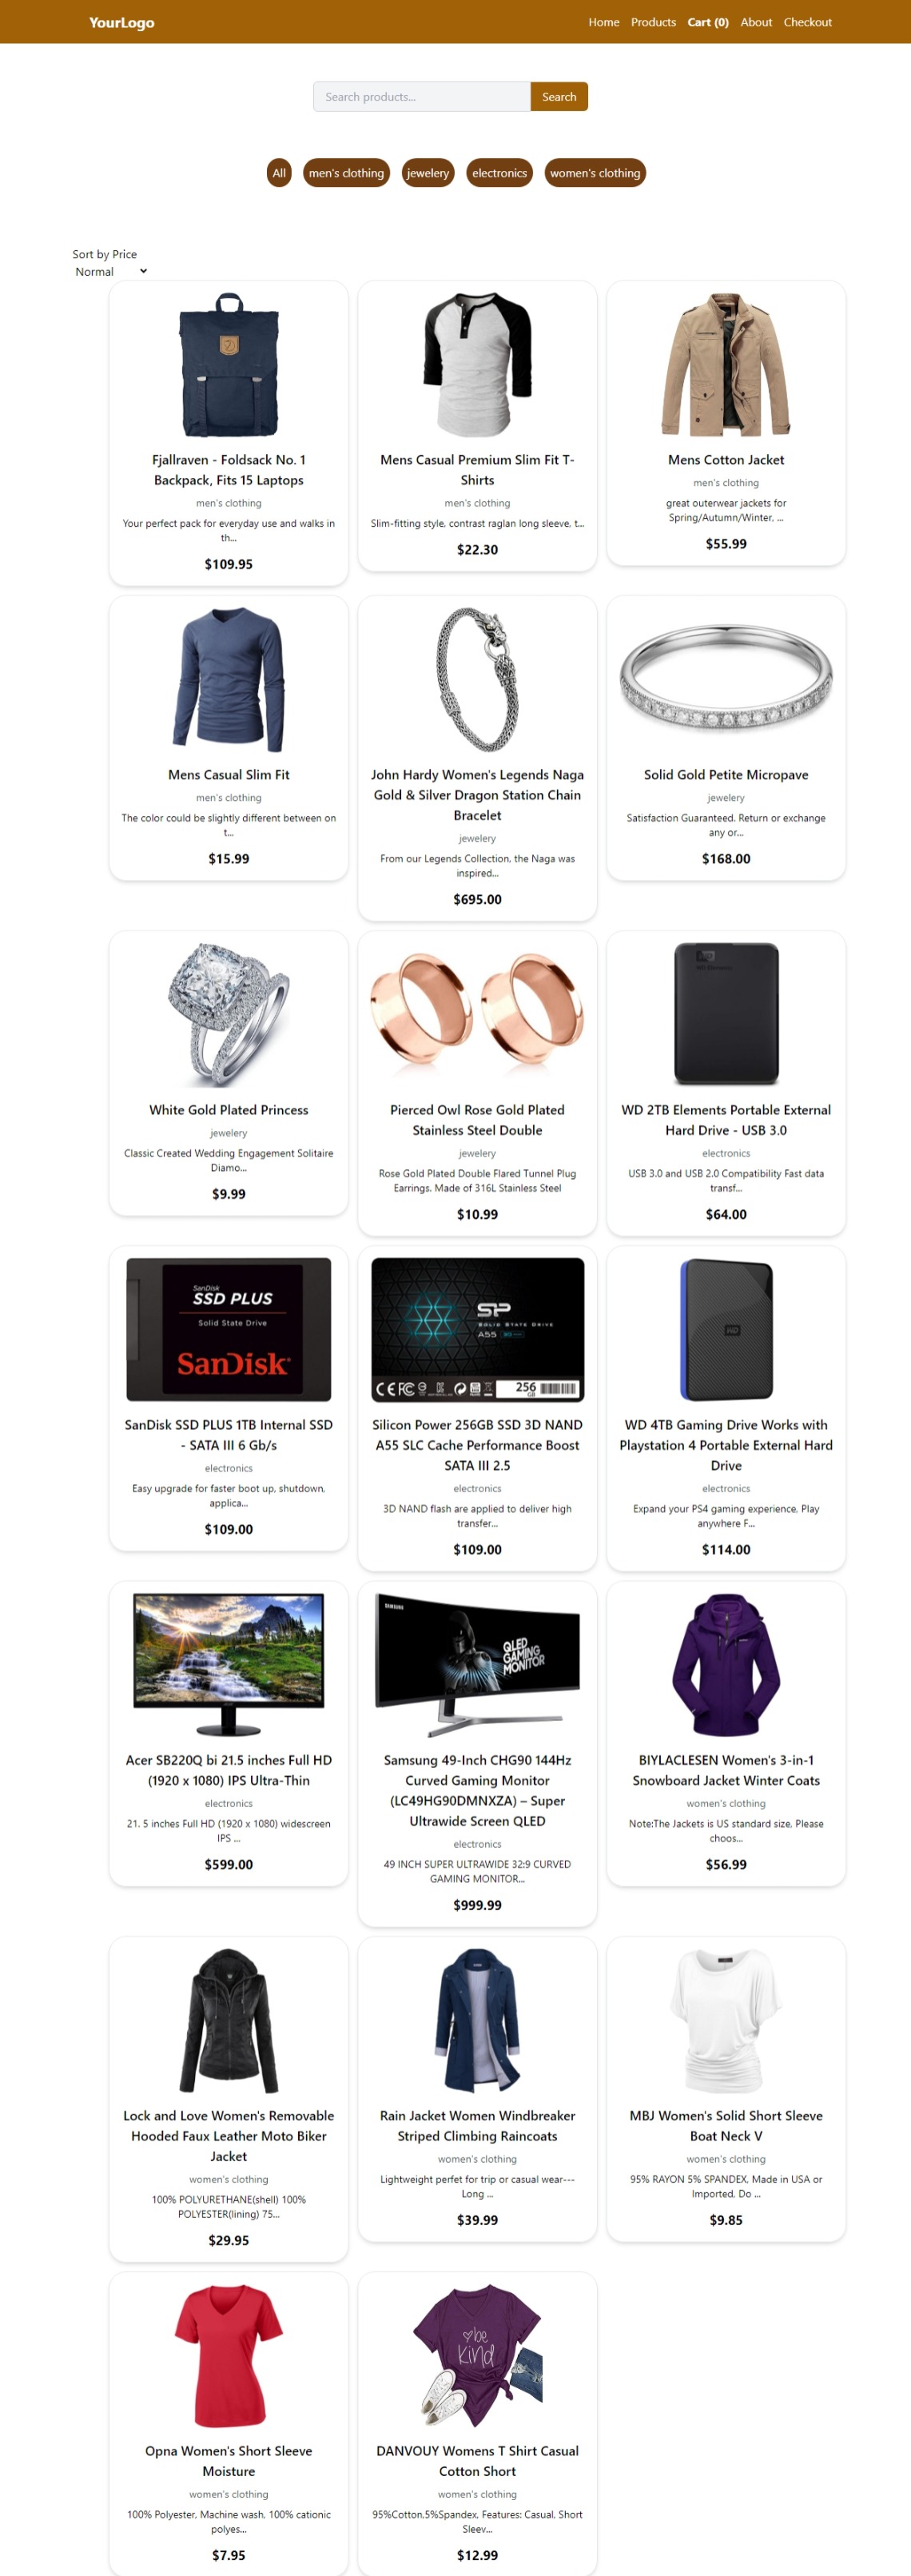 YourLogo
Home Products Cart (0) About Checkout
Search products... Search
All men's clothing jewelery electronics women's clothing
Sort by Price
Normal
Fjallraven - Foldsack No. 1
Backpack, Fits 15 Laptops
men's clothing
Your perfect pack for everyday use and walks in
th...
$109.95
Mens Casual Premium Slim Fit T-
Shirts
men's clothing
Slim-fitting style, contrast raglan long sleeve, t...
$22.30
Mens Cotton Jacket
men's clothing
great outerwear jackets for
Spring/Autumn/Winter, ...
$55.99
Mens Casual Slim Fit
men's clothing
The color could be slightly different between on
t...
$15.99
John Hardy Women's Legends Naga
Gold & Silver Dragon Station Chain
Bracelet
jewelery
From our Legends Collection, the Naga was
inspired...
$695.00
Solid Gold Petite Micropave
jewelery
Satisfaction Guaranteed. Return or exchange
any or...
$168.00
White Gold Plated Princess
jewelery
Classic Created Wedding Engagement Solitaire
Diamo...
$9.99
Pierced Owl Rose Gold Plated
Stainless Steel Double
jewelery
Rose Gold Plated Double Flared Tunnel Plug
Earrings. Made of 316L Stainless Steel
$10.99
WD 2TB Elements Portable External
Hard Drive - USB 3.0
electronics
USB 3.0 and USB 2.0 Compatibility Fast data
transf...
$64.00
SanDisk
SSD PLUS
Solid State Drive
SanDisk
SanDisk SSD PLUS 1TB Internal SSD
- SATA III 6 Gb/s
electronics
Easy upgrade for faster boot up, shutdown,
applica...
$109.00
SP
SOLID STATE DRIVE
A55
256
GB
Silicon Power 256GB SSD 3D NAND
A55 SLC Cache Performance Boost
SATA III 2.5
electronics
3D NAND flash are applied to deliver high
transfer...
$109.00
WD
WD 4TB Gaming Drive Works with
Playstation 4 Portable External Hard
Drive
electronics
Expand your PS4 gaming experience, Play
anywhere F...
$114.00
Acer SB220Q bi 21.5 inches Full HD
(1920 x 1080) IPS Ultra-Thin
electronics
21. 5 inches Full HD (1920 x 1080) widescreen
IPS ...
$599.00
SAMSUNG
QLED
GAMING
MONITOR
Samsung 49-Inch CHG90 144Hz
Curved Gaming Monitor
(LC49HG90DMNXZA) – Super
Ultrawide Screen QLED
electronics
49 INCH SUPER ULTRAWIDE 32:9 CURVED
GAMING MONITOR...
$999.99
BIYLACLESEN Women's 3-in-1
Snowboard Jacket Winter Coats
women's clothing
Note:The Jackets is US standard size, Please
choos...
$56.99
Lock and Love Women's Removable
Hooded Faux Leather Moto Biker
Jacket
women's clothing
100% POLYURETHANE(shell) 100%
POLYESTER(lining) 75...
$29.95
Rain Jacket Women Windbreaker
Striped Climbing Raincoats
women's clothing
Lightweight perfet for trip or casual wear---
Long ...
$39.99
MBJ Women's Solid Short Sleeve
Boat Neck V
women's clothing
95% RAYON 5% SPANDEX, Made in USA or
Imported, Do ...
$9.85
Opna Women's Short Sleeve
Moisture
women's clothing
100% Polyester, Machine wash, 100% cationic
polyes...
$7.95
be
kind
DANVOUY Womens T Shirt Casual
Cotton Short
women's clothing
95%Cotton,5%Spandex, Features: Casual, Short
Sleev...
$12.99